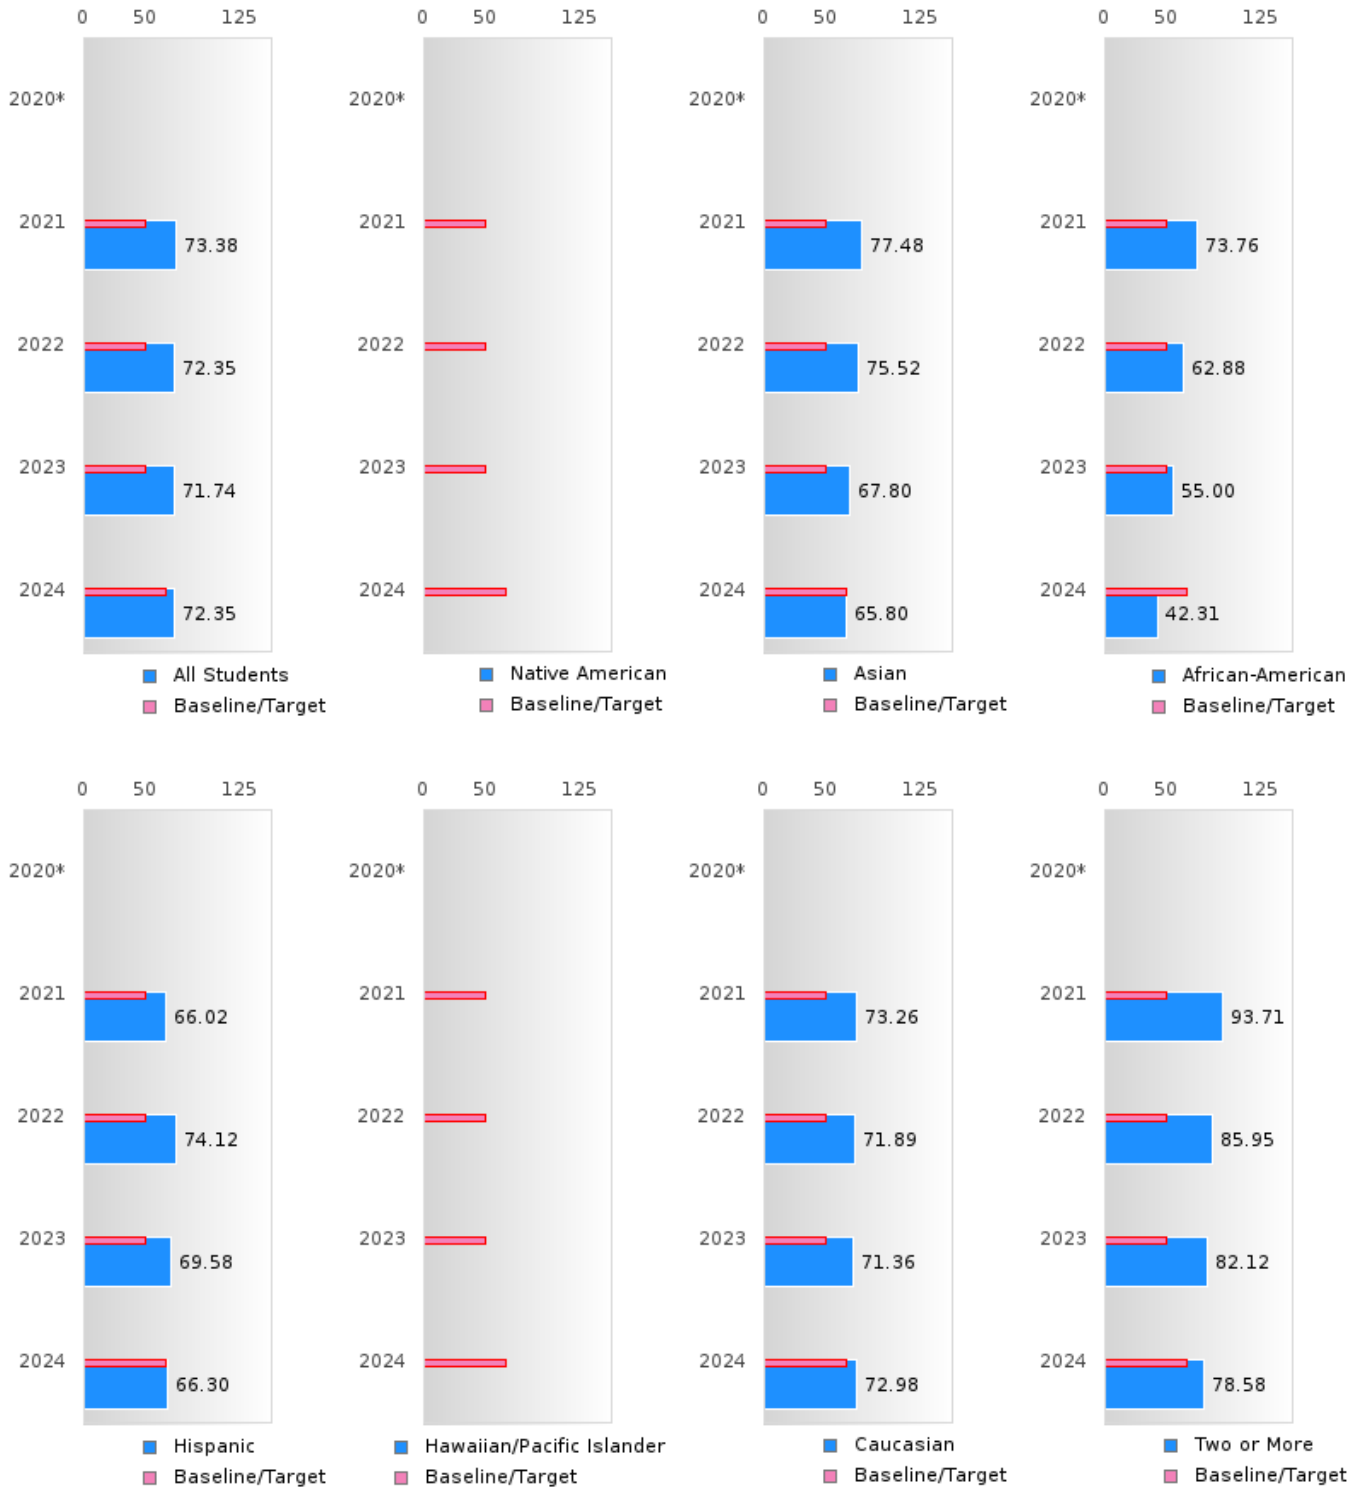 0 50 125 0 50 125 0 50 125 0 50 125
2020* 2020* 2020* 2020*
2021 2021 2021 2021
73.38 77.48 73.76
2022 2022 2022 2022
72.35 75.52 62.88
2023 2023 2023 2023
71.74 67.80 55.00
2024 2024 2024 2024
72.35 65.80 42.31
All Students Native American Asian African-American
Baseline/Target Baseline/Target Baseline/Target Baseline/Target
0 50 125 0 50 125 0 50 125 0 50 125
2020* 2020* 2020* 2020*
2021 2021 2021 2021
66.02 73.26 93.71
2022 2022 2022 2022
74.12 71.89 85.95
2023 2023 2023 2023
69.58 71.36 82.12
2024 2024 2024 2024
66.30 72.98 78.58
Hispanic Hawaiian/Pacific Islander Caucasian Two or More
Baseline/Target Baseline/Target Baseline/Target Baseline/Target